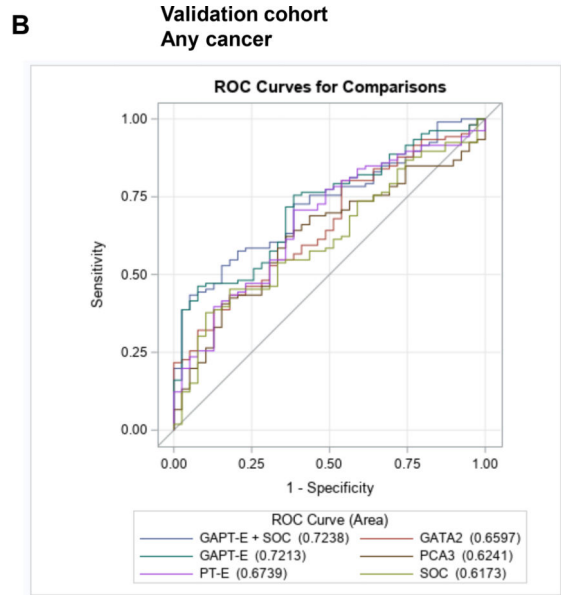 B
Validation cohort
Any cancer
ROC Curves for Comparisons
1.00
0.75
0.50
0.25
0.00
Sensitivity
0.00 0.25 0.50 0.75 1.00
1 - Specificity
ROC Curve (Area)
GAPT-E + SOC (0.7238) GATA2 (0.6597)
GAPT-E (0.7213) PCA3 (0.6241)
PT-E (0.6739) SOC (0.6173)